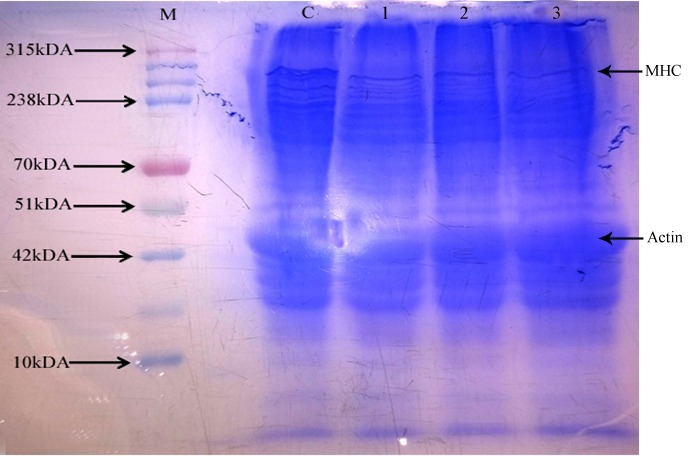 M C 1 2 3
315kDA
MHC
238kDA
70kDA
51kDA
Actin
42kDA
10kDA